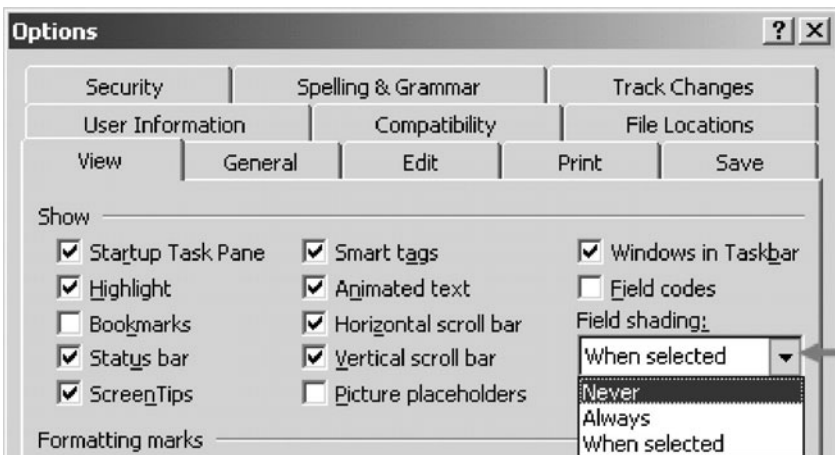 Options
Security Spelling & Grammar Track Changes
User Information Compatibility File Locations
View General Edit Print Save
Show
Startup Task Pane Smart tags Windows in Taskbar
Highlight Animated text Field codes
Bookmarks Horizontal scroll bar Field shading:
Status bar Vertical scroll bar When selected
ScreenTips Picture placeholders Never
Always
Formatting marks When selected